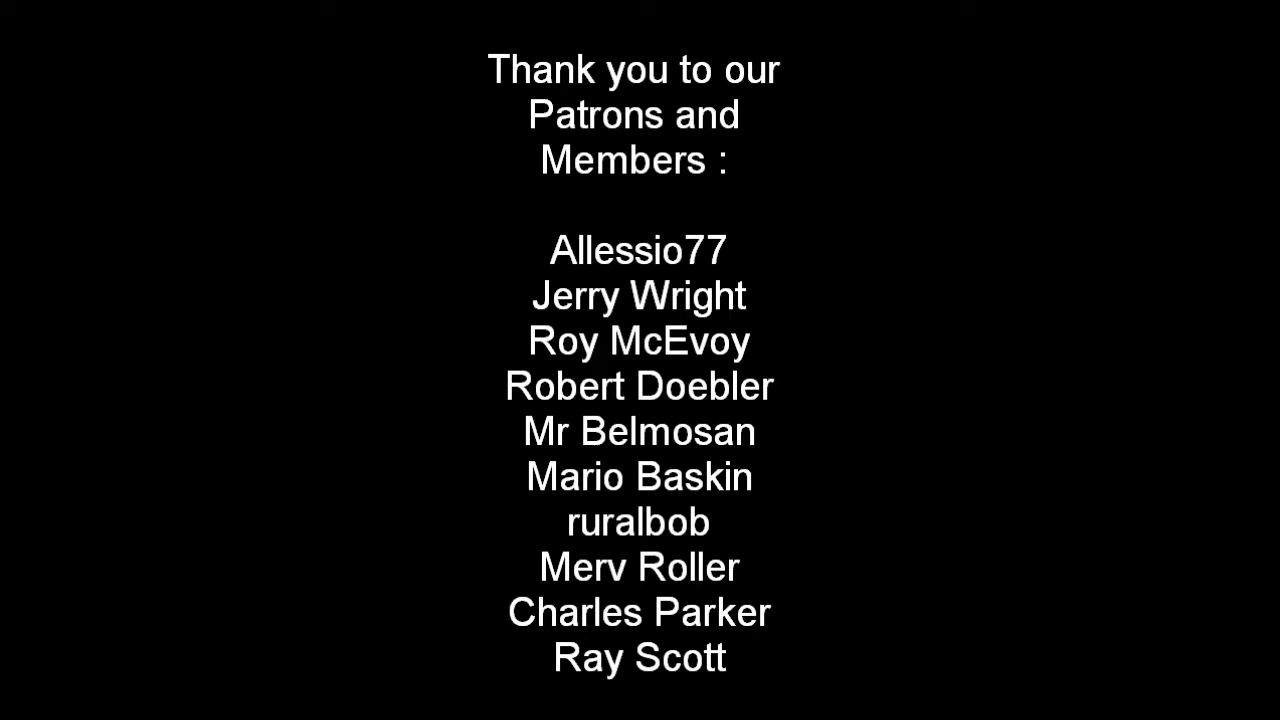 Thank you to our
Patrons and
Members :
Allessio77
Jerry Wright
Roy McEvoy
Robert Doebler
Mr Belmosan
Mario Baskin
ruralbob
Merv Roller
Charles Parker
Ray Scott